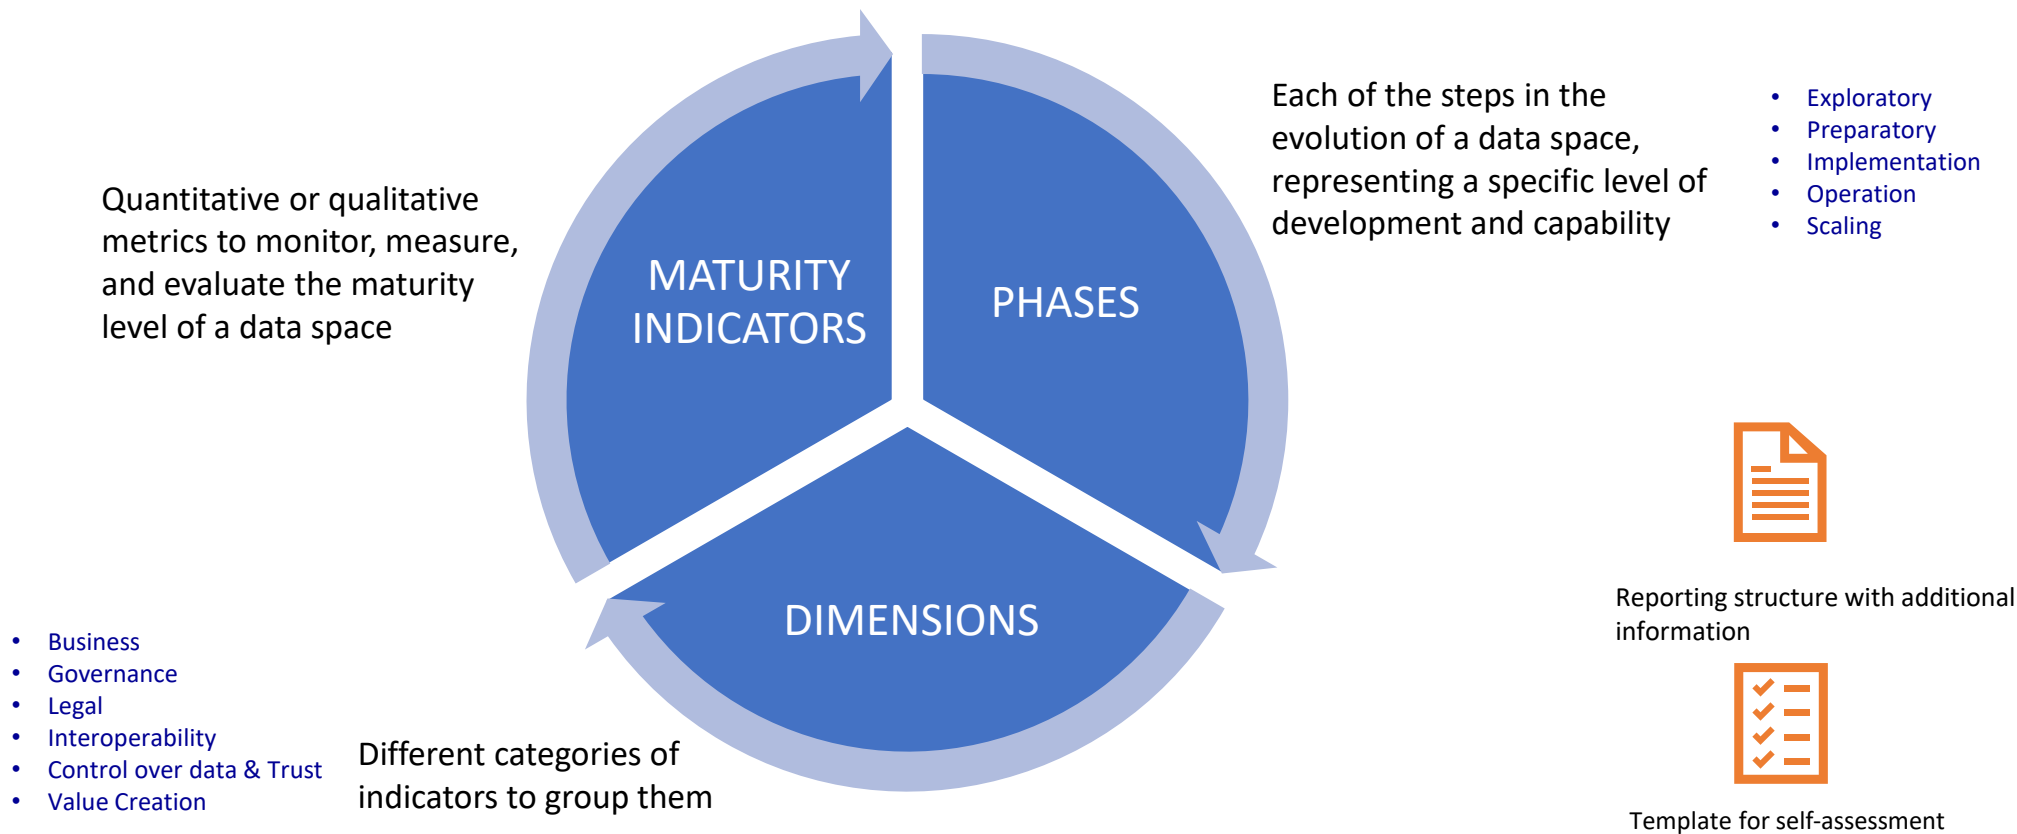 Quantitative or qualitative
metrics to monitor, measure,
and evaluate the maturity
level of a data space
MATURITY
INDICATORS
PHASES
Each of the steps in the
evolution of a data space,
representing a specific level of
development and capability
• Exploratory
• Preparatory
• Implementation
• Operation
• Scaling
DIMENSIONS
• Business
• Governance
• Legal
• Interoperability
• Control over data & Trust
• Value Creation
Different categories of
indicators to group them
Reporting structure with additional
information
Template for self-assessment